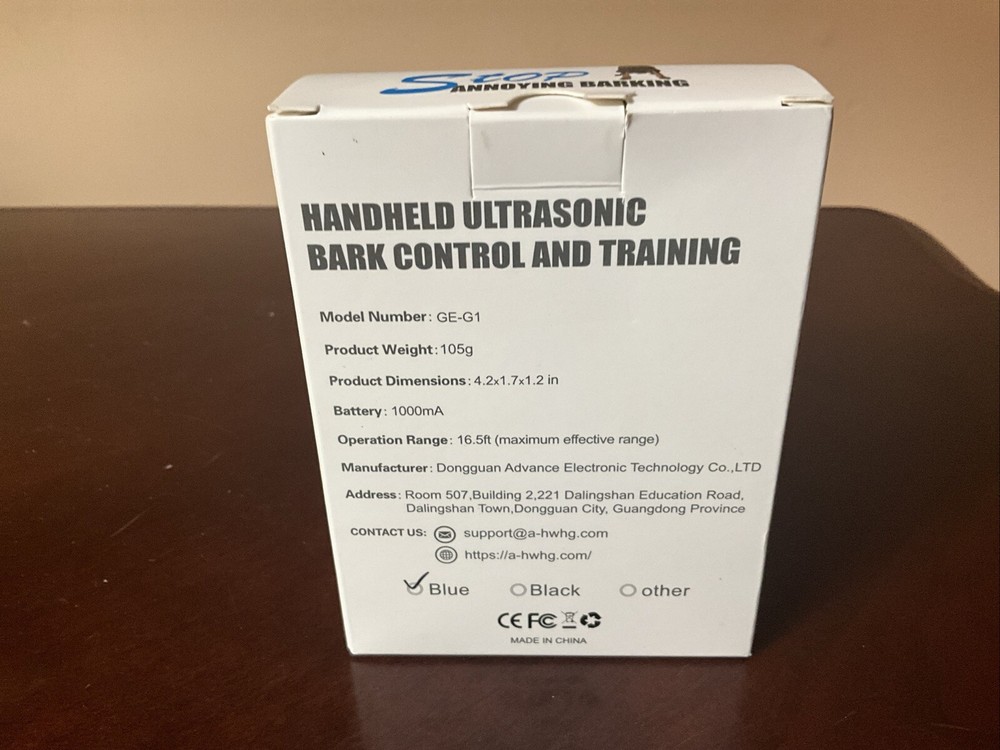 STOP
ANNOYING BARKING
HANDHELD ULTRASONIC
BARK CONTROL AND TRAINING
Model Number: GE-G1
Product Weight:105g
Product Dimensions:4.2x1.7x1.2 in
Battery: 1000mA
Operation Range: 16.5ft (maximum effective range)
Manufacturer: Dongguan Advance Electronic Technology Co.,LTD
Address: Room 507,Building 2,221 Dalingshan Education Road,
Dalingshan Town,Dongguan City, Guangdong Province
CONTACT US: support@a-hwhg.com
https://a-hwhg.com/
Blue Black other
CE FC
MADE IN CHINA